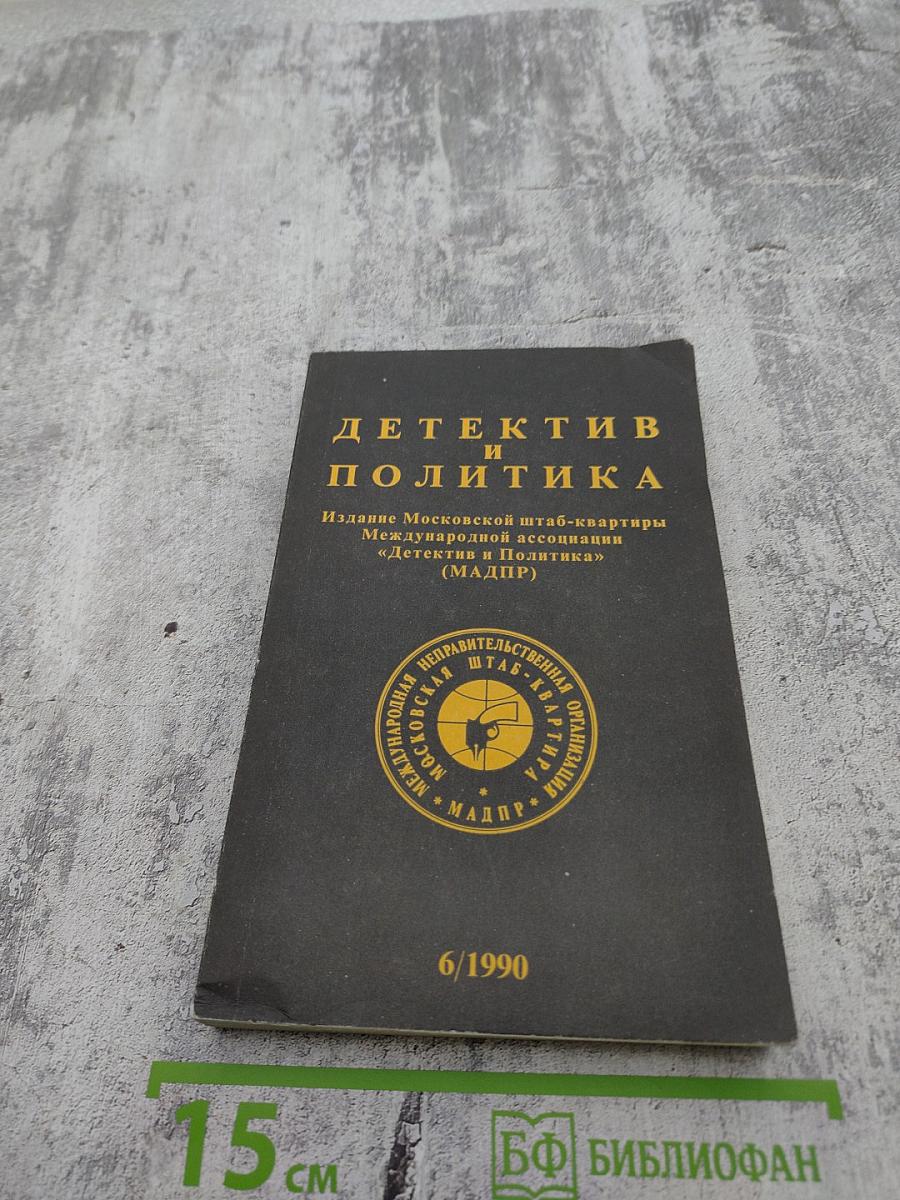 ДЕТЕКТИВ
И
ПОЛИТИКА
Издание Московской штаб-квартиры
Международной ассоциации
«Детектив и Политика»
(МАДПР)
МЕЖДУНАРОДНАЯ НЕПРАВИТЕЛЬСТВЕННАЯ ОРГАНИЗАЦИЯ
МОСКОВСКАЯ ШТАБ-КВАРТИРА
* МАДПР *
6/1990
15 см
БФ БИБЛИОФАН